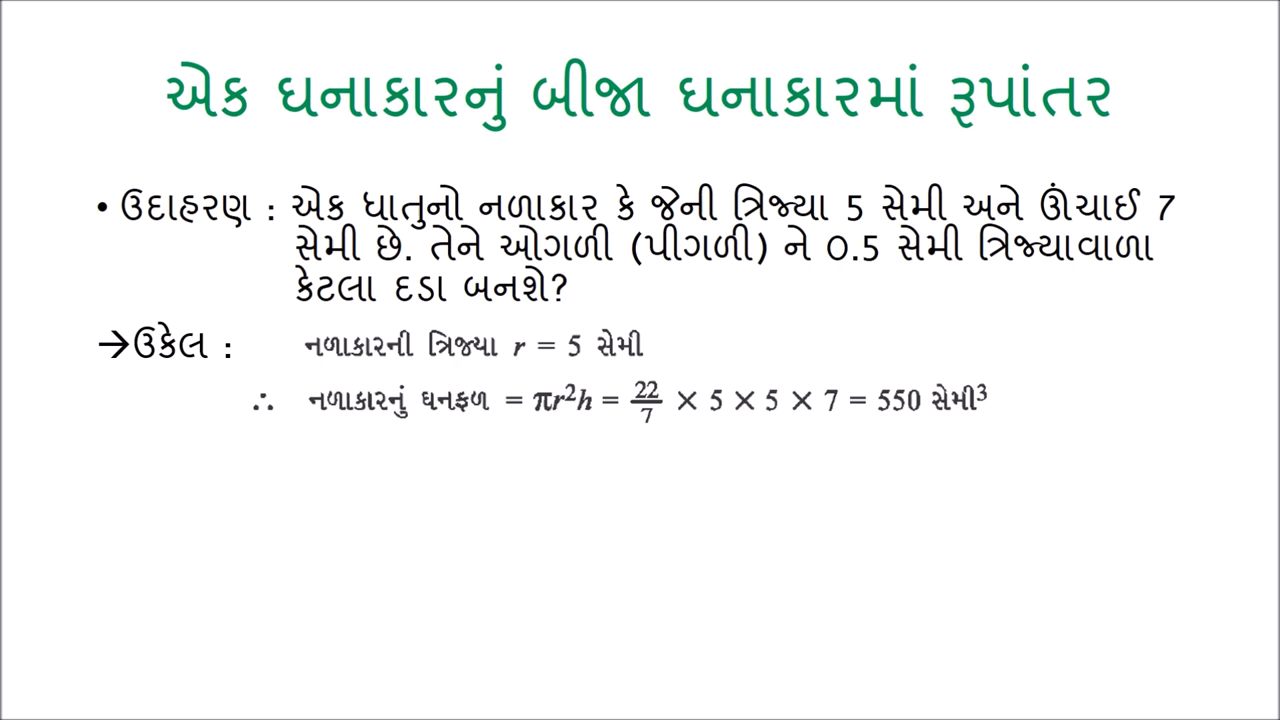 એક ઘનાકારનું બીજા ઘનાકારમાં રૂપાંતર
• ઉદાહરણ : એક ધાતુનો નળાકાર કે જેની ત્રિજ્યા 5 સેમી અને ઊંચાઈ 7
સેમી છે. તેને ઓગળી (પીગળી) ને 0.5 સેમી ત્રિજ્યાવાળા
કેટલા દડા બનશે?
→ઉકેલ : નળાકારની ત્રિજ્યા r = 5 સેમી
∴ નળાકારનું ઘનફળ = πr²h = 22/7 × 5 × 5 × 7 = 550 સેમી³